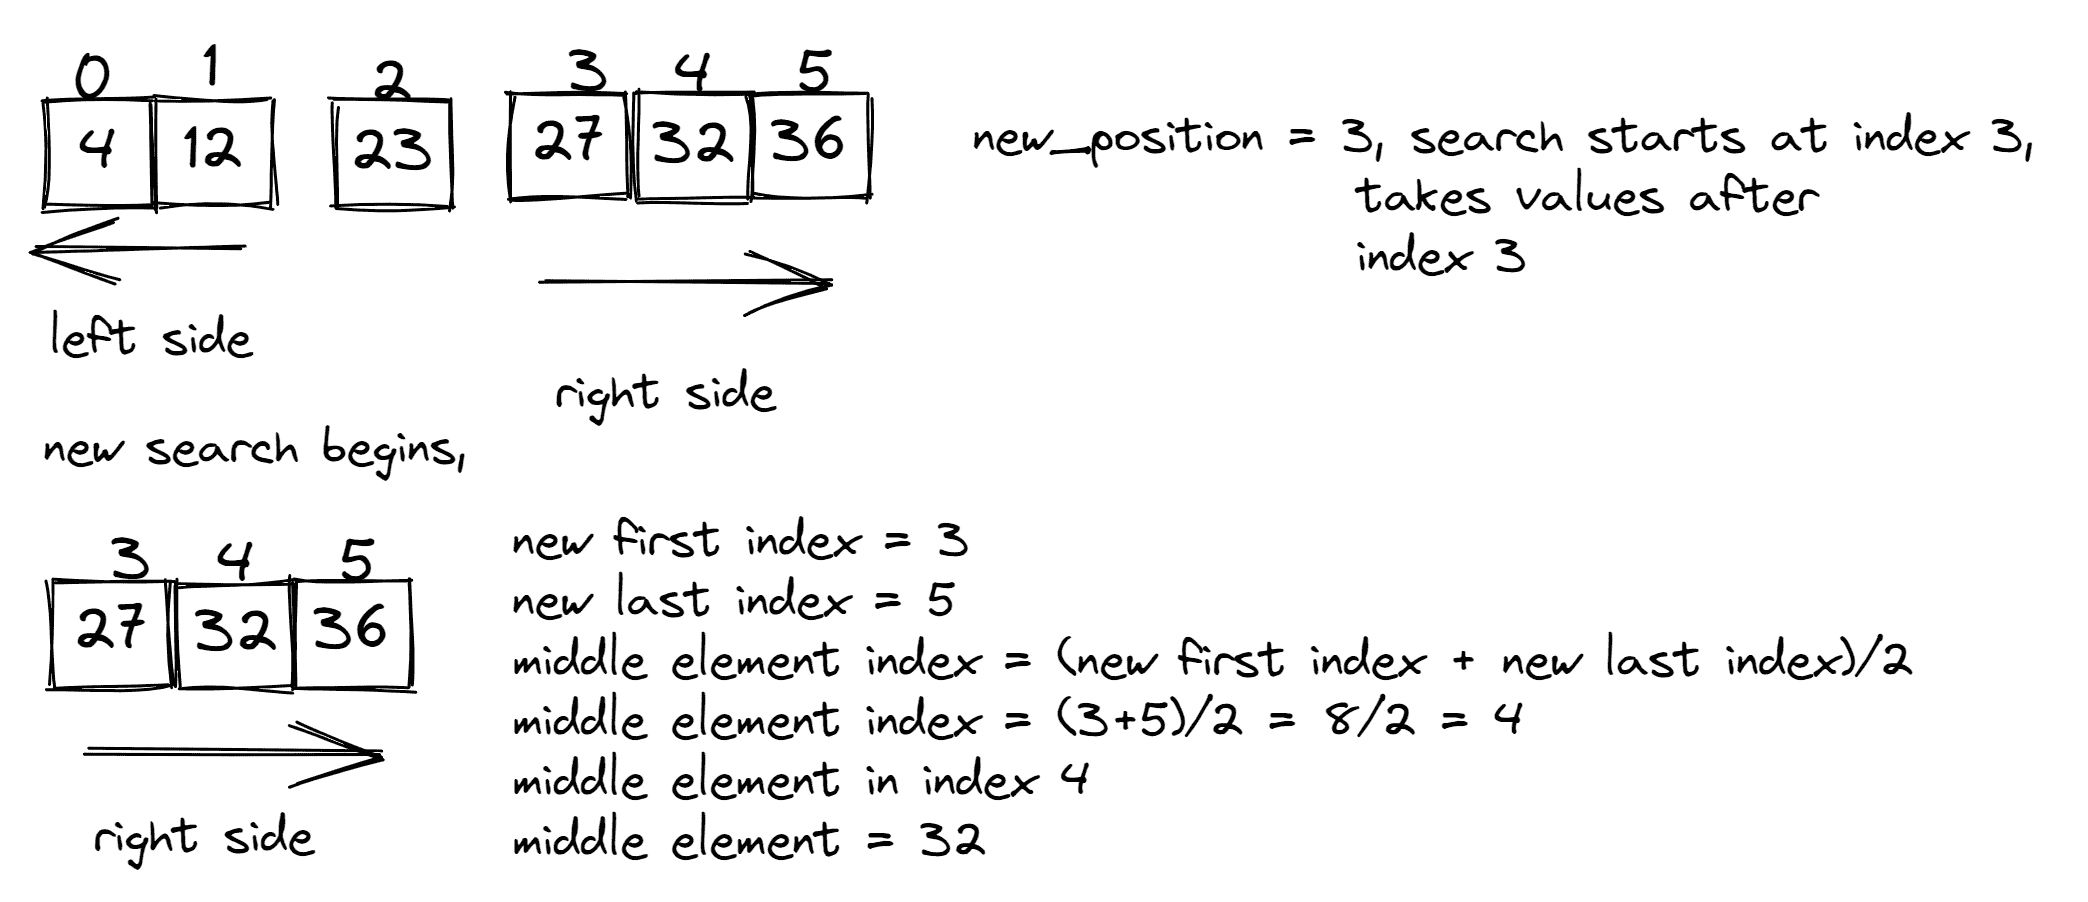 0 1 2 3 4 5
4 12 23 27 32 36
new_position = 3, search starts at index 3,
takes values after
index 3
left side
right side
new search begins,
3 4 5
27 32 36
right side
new first index = 3
new last index = 5
middle element index = (new first index + new last index)/2
middle element index = (3+5)/2 = 8/2 = 4
middle element in index 4
middle element = 32